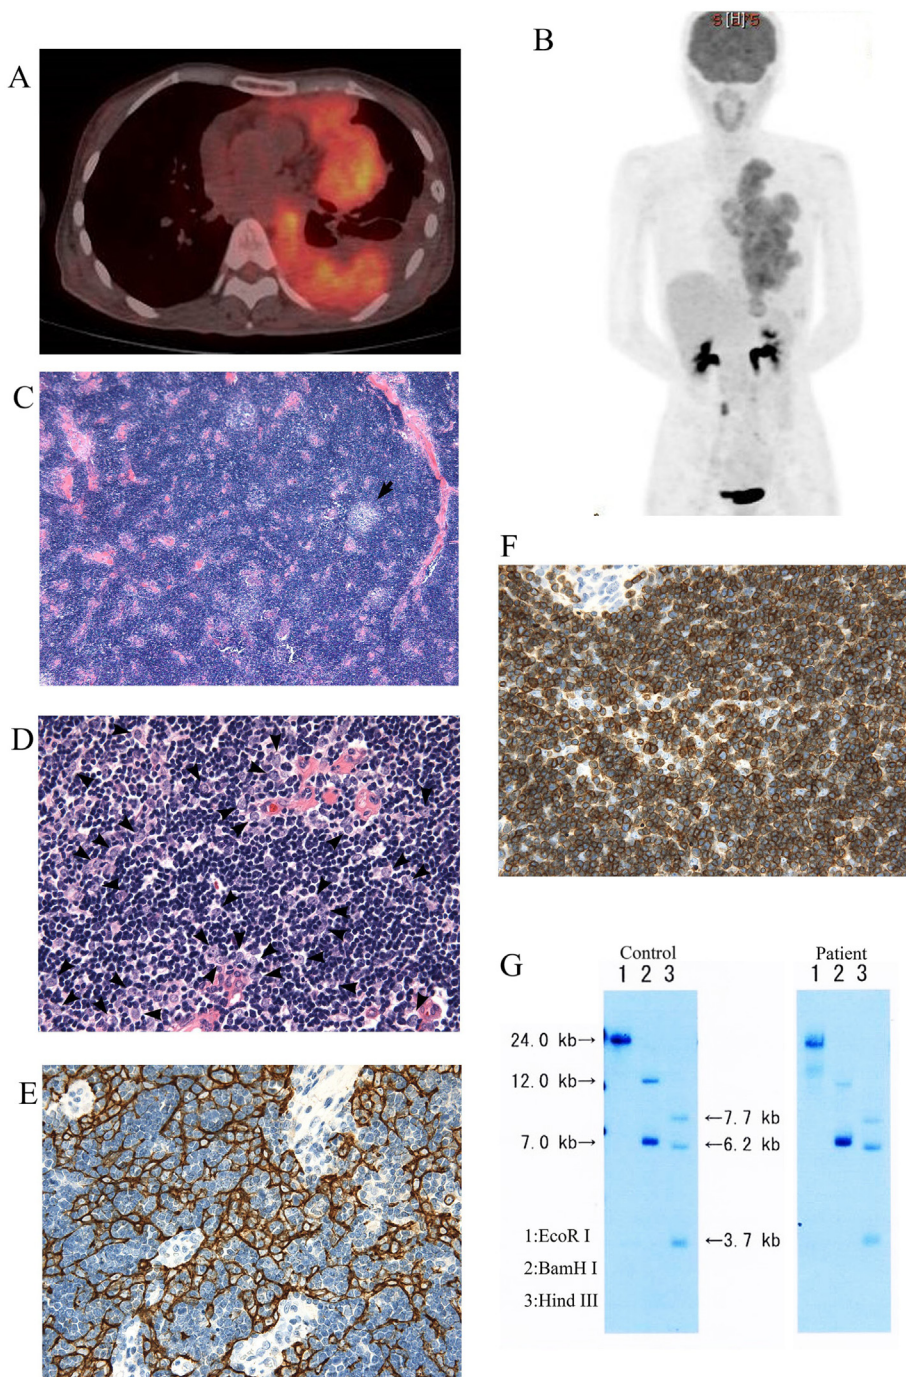 A
B
C
D
E
F
G
Control
Patient
1 2 3
1 2 3
24.0 kb→
12.0 kb→
←7.7 kb
7.0 kb→
←6.2 kb
←3.7 kb
1:EcoR I
2:BamH I
3:Hind III